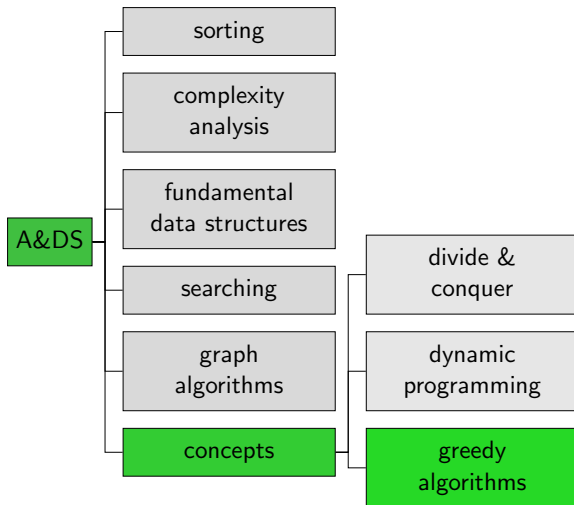 A&DS
sorting
complexity
analysis
fundamental
data structures
searching
graph
algorithms
concepts
divide &
conquer
dynamic
programming
greedy
algorithms